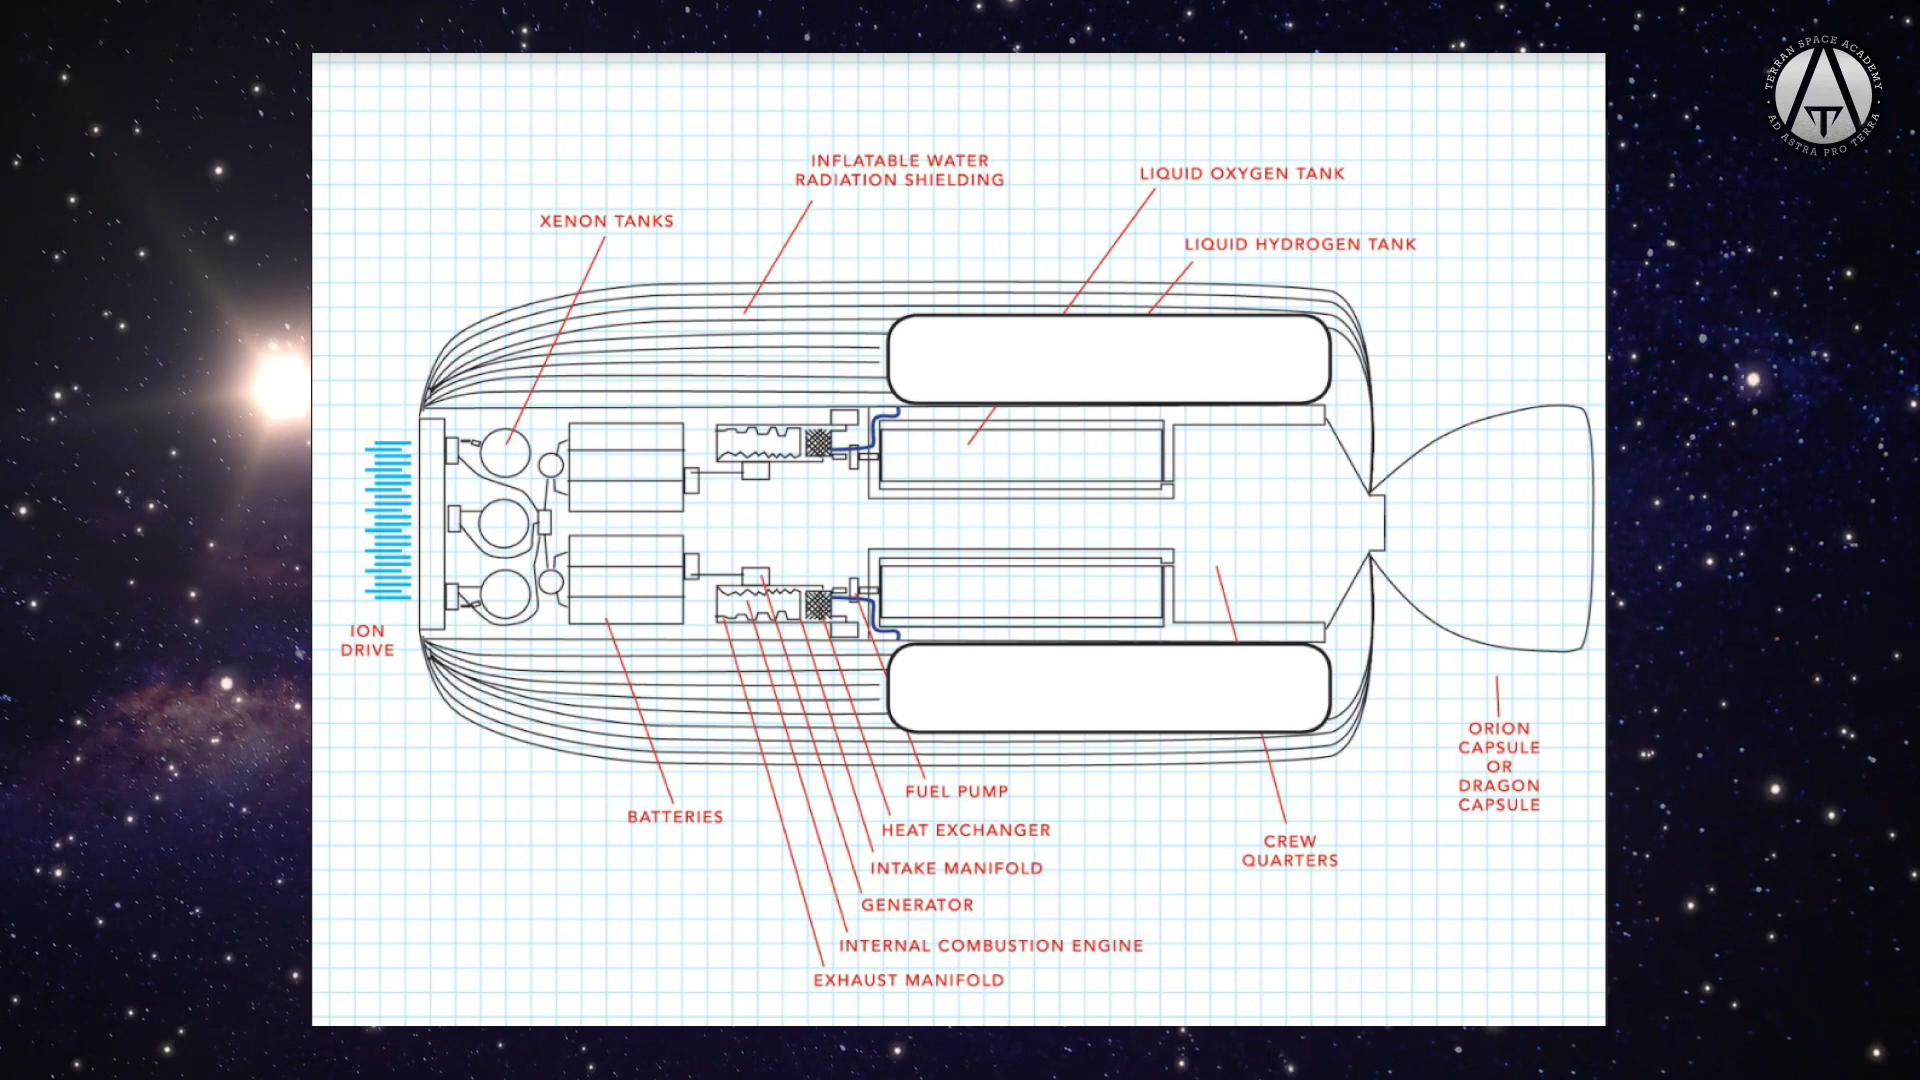 TERRAN SPACE ACADEMY
AD ASTRA PRO TERRA
INFLATABLE WATER
RADIATION SHIELDING
LIQUID OXYGEN TANK
XENON TANKS
LIQUID HYDROGEN TANK
ION
DRIVE
ORION
CAPSULE
OR
DRAGON
CAPSULE
FUEL PUMP
BATTERIES
HEAT EXCHANGER
CREW
QUARTERS
INTAKE MANIFOLD
GENERATOR
INTERNAL COMBUSTION ENGINE
EXHAUST MANIFOLD